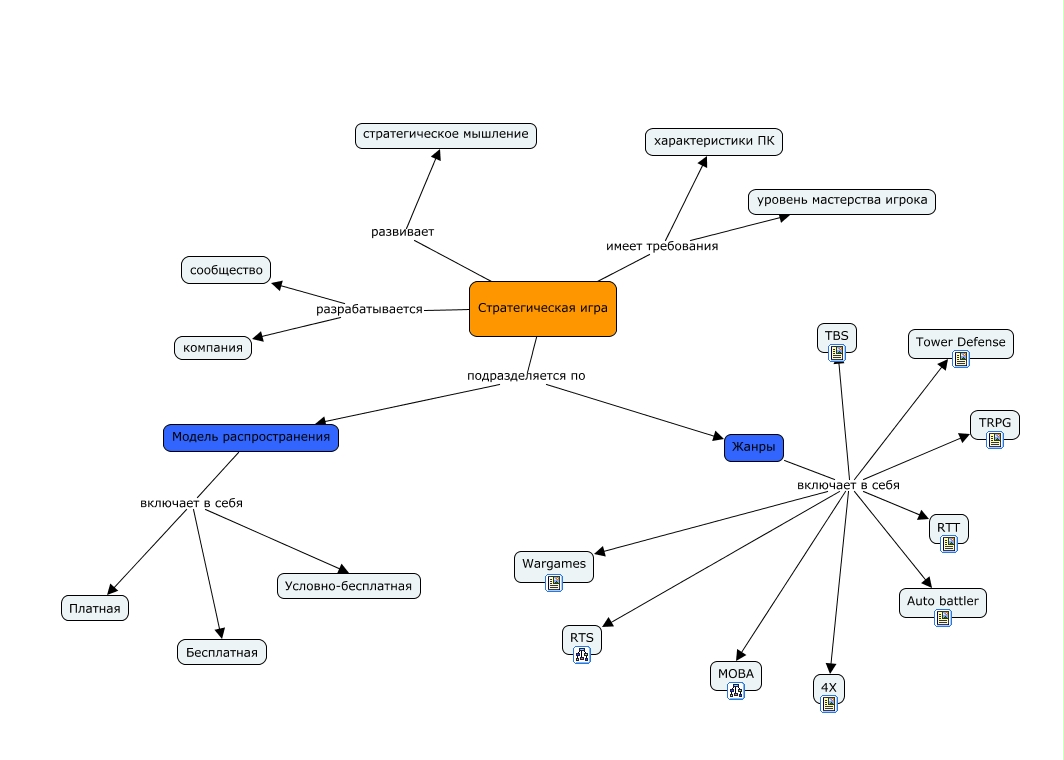 стратегическое мышление
характеристики ПК
уровень мастерства игрока
развивает
имеет требования
сообщество
разрабатывается
Стратегическая игра
компания
TBS
Tower Defense
подразделяется по
TRPG
Модель распространения
Жанры
включает в себя
включает в себя
RTT
Wargames
Условно-бесплатная
Auto battler
Платная
RTS
Бесплатная
MOBA
4X